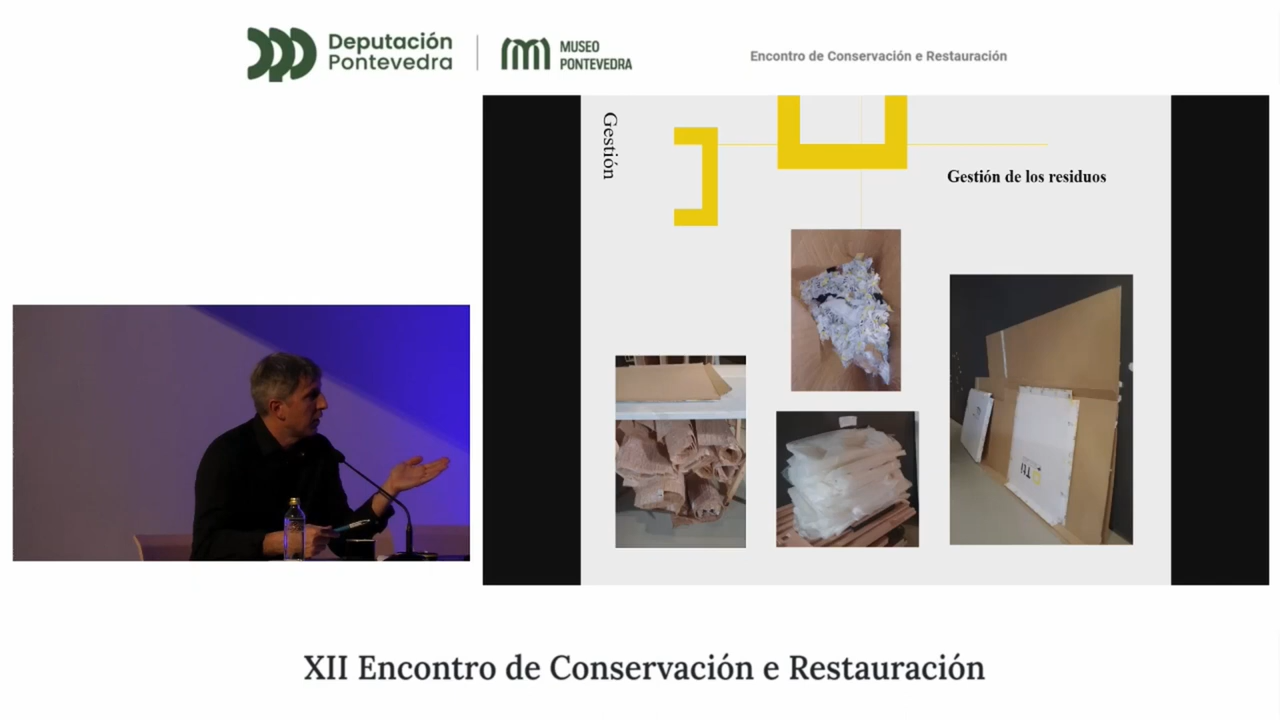 Deputación
Pontevedra
MUSEO
PONTEVEDRA
Encontro de Conservación e Restauración
Gestión
Gestión de los residuos
XII Encontro de Conservación e Restauración